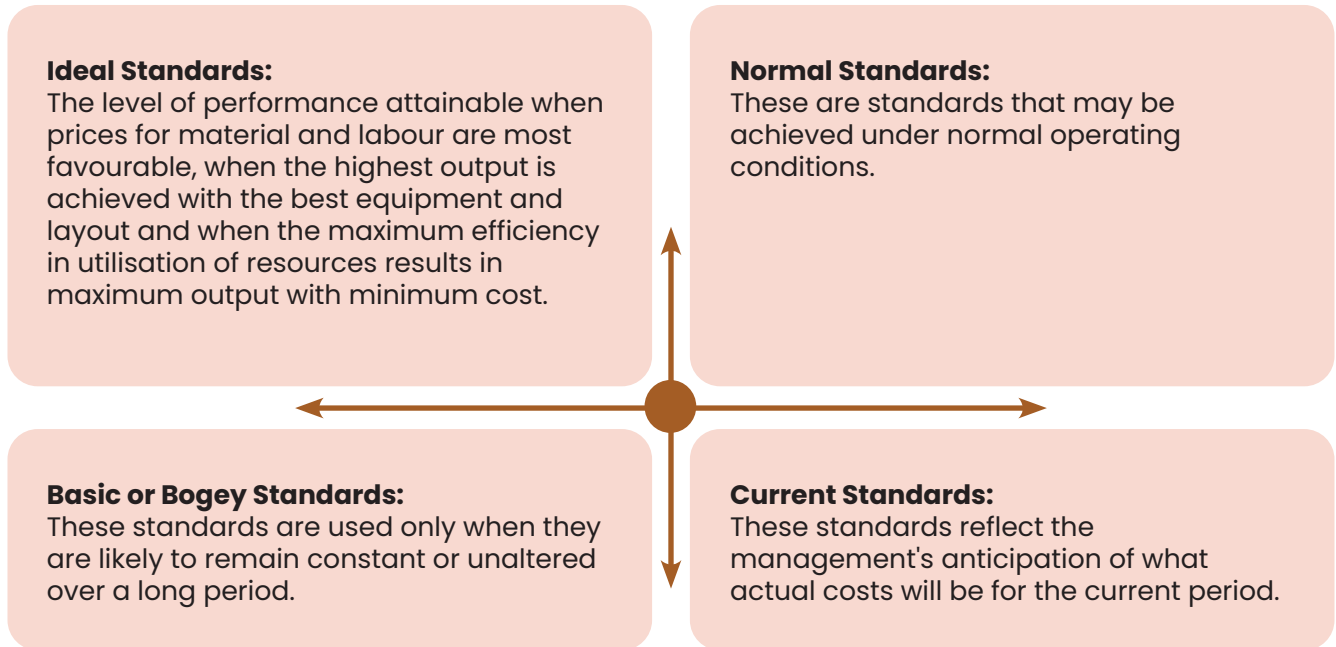 Ideal Standards:
The level of performance attainable when
prices for material and labour are most
favourable, when the highest output is
achieved with the best equipment and
layout and when the maximum efficiency
in utilisation of resources results in
maximum output with minimum cost.
Normal Standards:
These are standards that may be
achieved under normal operating
conditions.
Basic or Bogey Standards:
These standards are used only when they
are likely to remain constant or unaltered
over a long period.
Current Standards:
These standards reflect the
management's anticipation of what
actual costs will be for the current period.